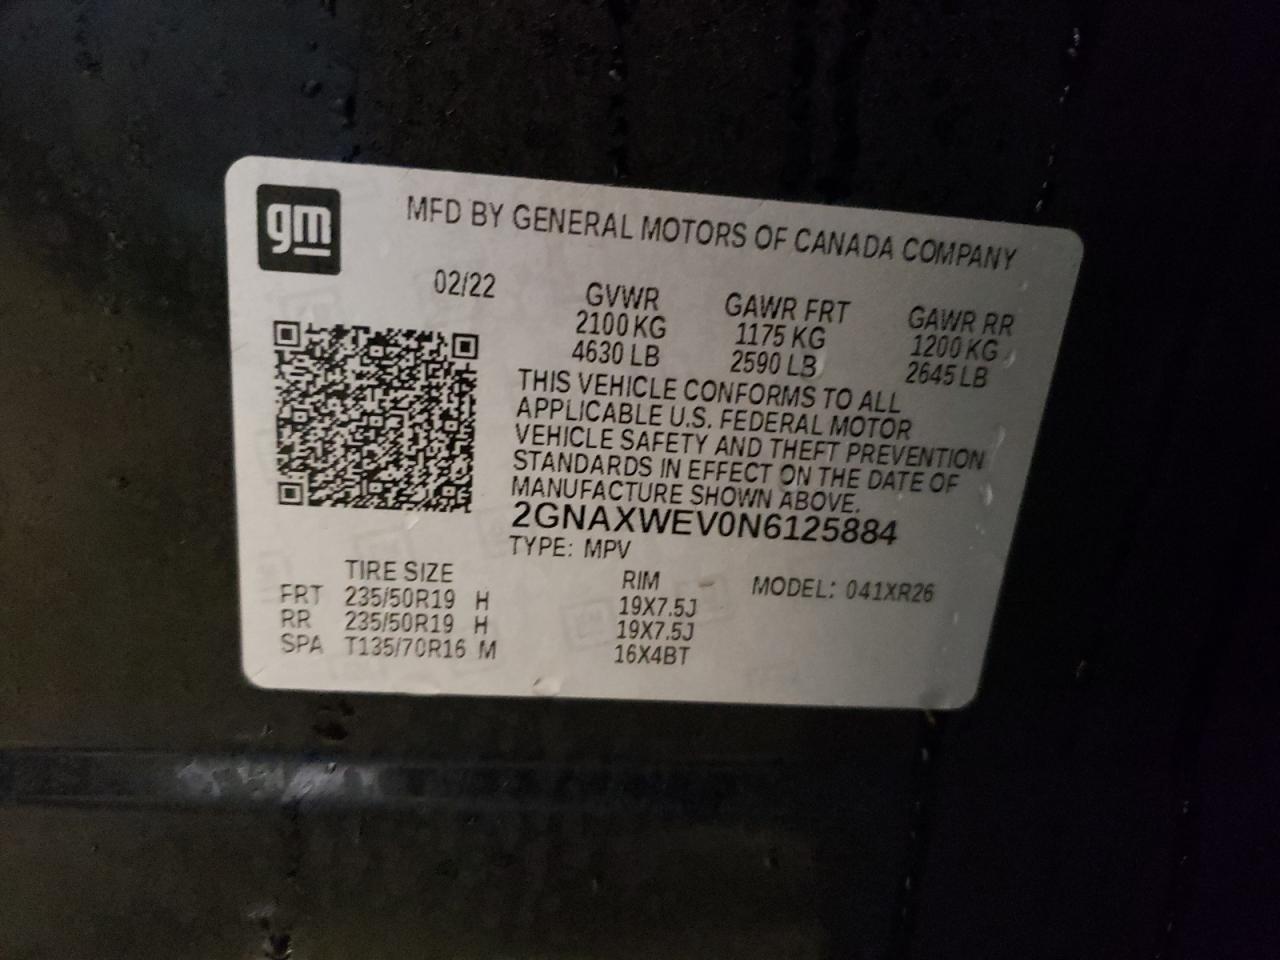 gm
MFD BY GENERAL MOTORS OF CANADA COMPANY
02/22
GVWR GAWR FRT GAWR RR
2100 KG 1175 KG 1200 KG
4630 LB 2590 LB 2645 LB
THIS VEHICLE CONFORMS TO ALL
APPLICABLE U.S. FEDERAL MOTOR
VEHICLE SAFETY AND THEFT PREVENTION
STANDARDS IN EFFECT ON THE DATE OF
MANUFACTURE SHOWN ABOVE.
2GNAXWEV0N6125884
TYPE: MPV
TIRE SIZE RIM MODEL: 041XR26
FRT 235/50R19 H 19X7.5J
RR 235/50R19 H 19X7.5J
SPA T135/70R16 M 16X4BT